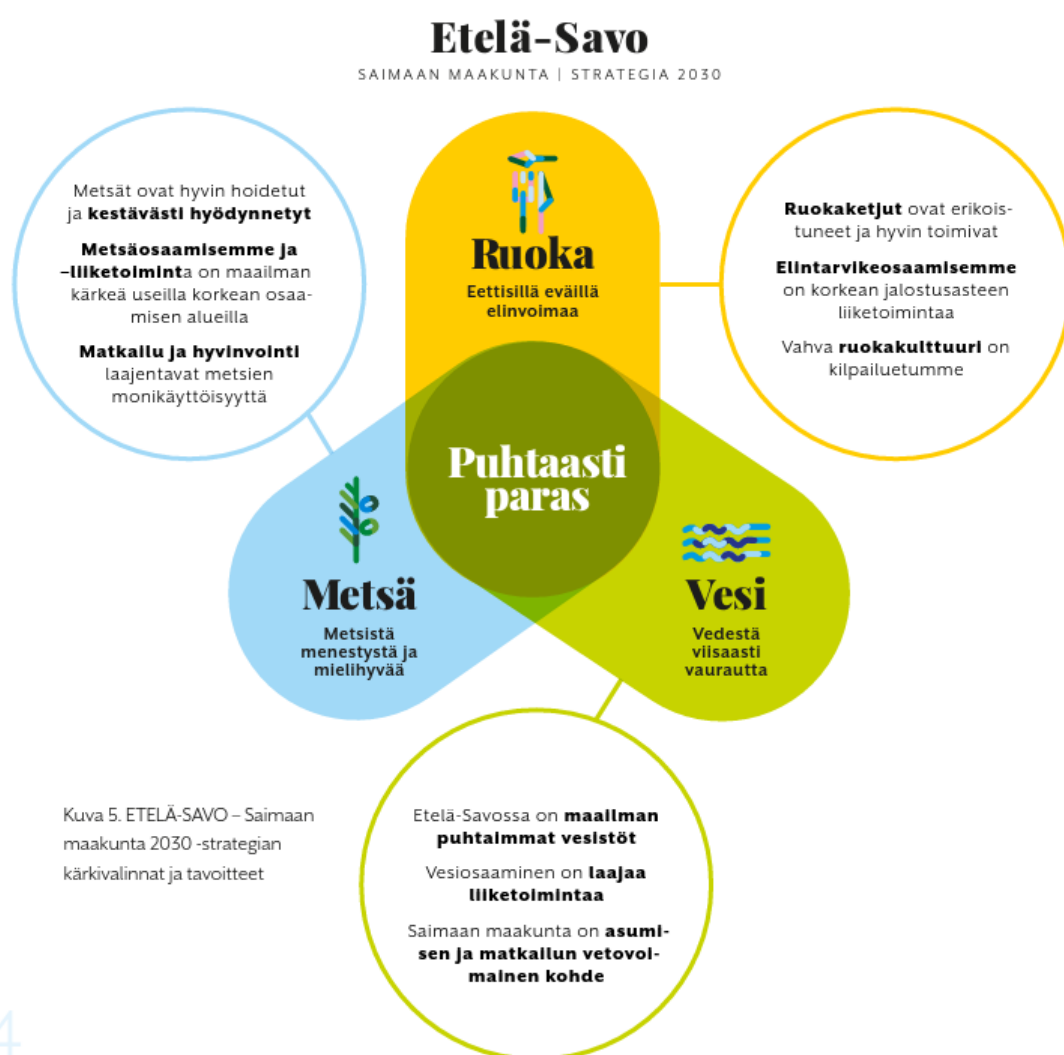 Etelä-Savo
SAIMAAN MAAKUNTA | STRATEGIA 2030
Metsät ovat hyvin hoidetut
ja kestävästi hyödynnetyt
Metsäosaamisemme ja
–liiketoiminta on maailman
kärkeä useilla korkean osaa-
misen alueilla
Matkailu ja hyvinvointi
laajentavat metsien
monikäyttöisyyttä
Ruoka
Eettisillä eväillä
elinvoimaa
Ruokaketjut ovat erikois-
tuneet ja hyvin toimivat
Elintarvikeosaamisemme
on korkean jalostusasteen
liiketoimintaa
Vahva ruokakulttuuri on
kilpailuetumme
Puhtaasti
paras
Metsä
Metsistä
menestystä ja
mielihyvää
Vesi
Vedestä
viisaasti
vaurautta
Kuva 5. ETELÄ-SAVO – Saimaan
maakunta 2030 -strategian
kärkivalinnat ja tavoitteet
Etelä-Savossa on maailman
puhtaimmat vesistöt
Vesiosaaminen on laajaa
liiketoimintaa
Saimaan maakunta on asumi-
sen ja matkailun vetovoi-
mainen kohde
4